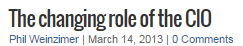 The changing role of the CIO
Phil Weinzimer | March 14, 2013 | 0 Comments